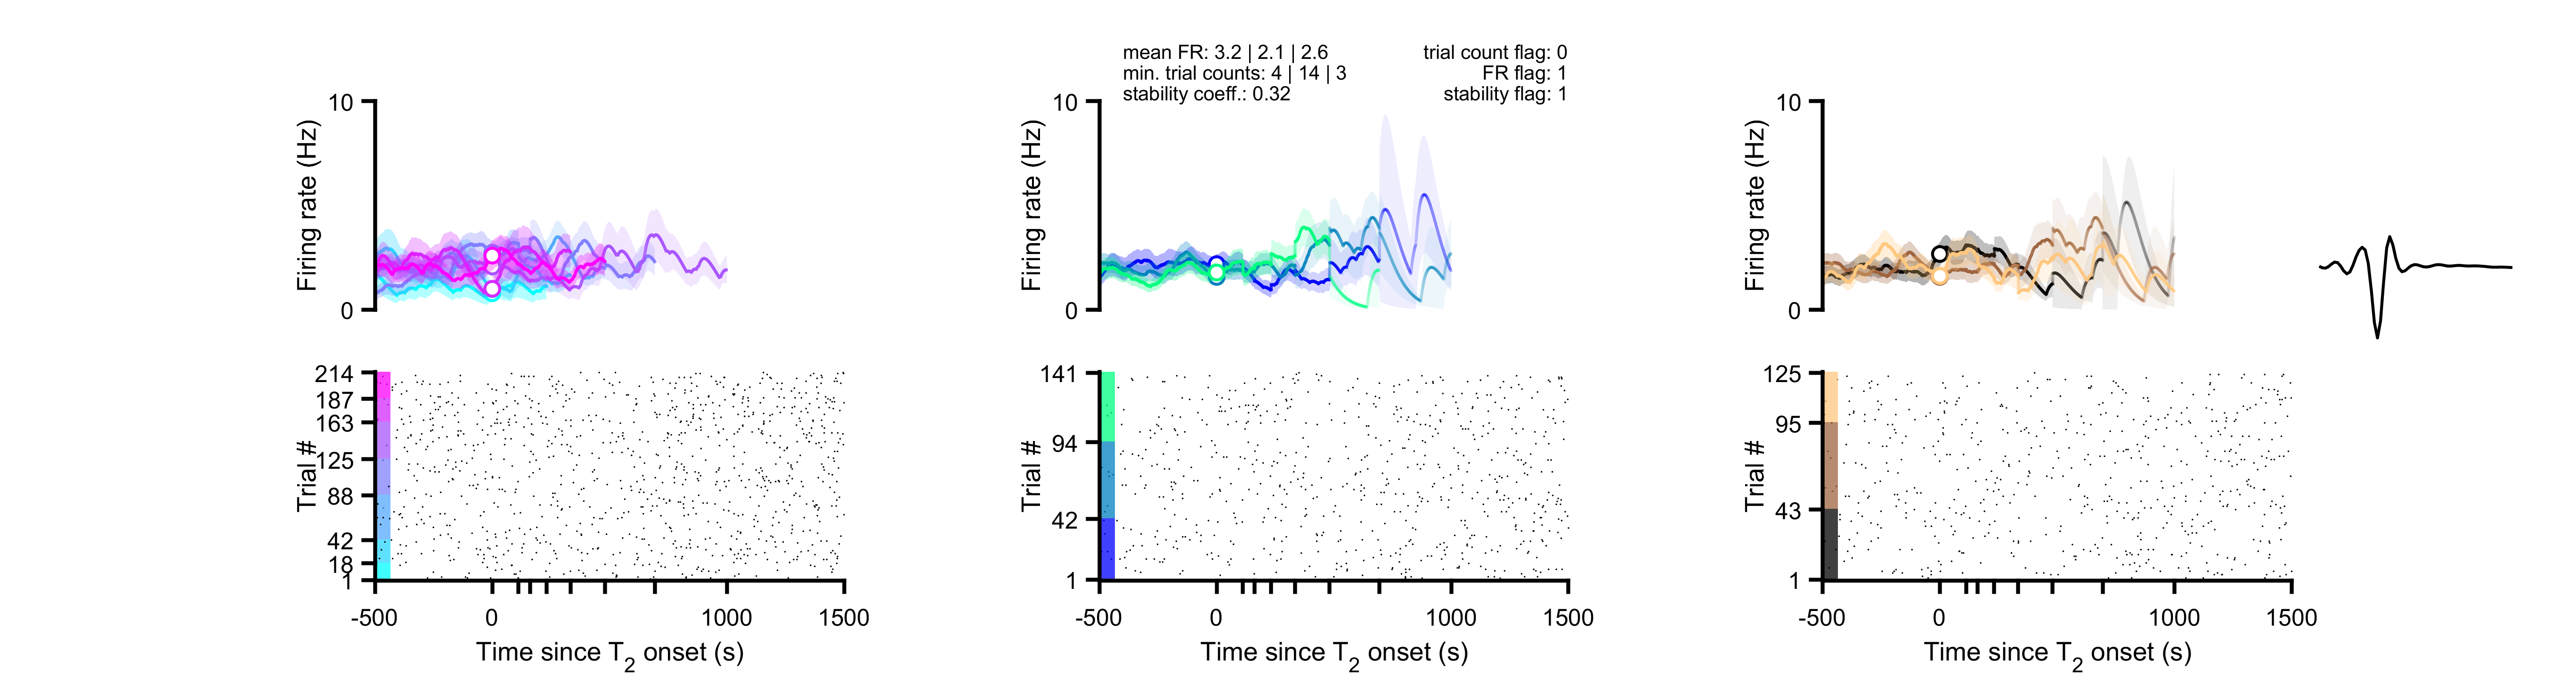 mean FR: 3.2 | 2.1 | 2.6
min. trial counts: 4 | 14 | 3
stability coeff.: 0.32
trial count flag: 0
FR flag: 1
stability flag: 1
10
0
Firing rate (Hz)
10
0
Firing rate (Hz)
10
0
Firing rate (Hz)
214
187
163
125
88
42
18
1
Trial #
-500
0
1000
1500
Time since T2 onset (s)
141
94
42
1
Trial #
-500
0
1000
1500
Time since T2 onset (s)
125
95
43
1
Trial #
-500
0
1000
1500
Time since T2 onset (s)